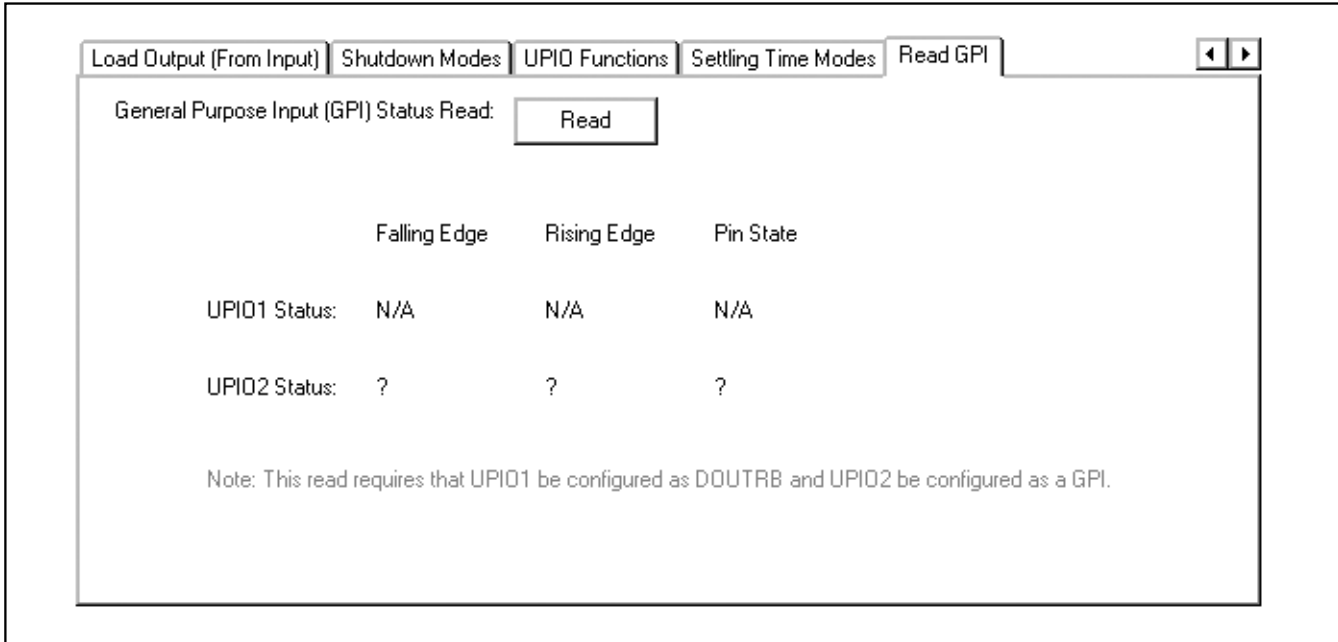 Load Output (From Input) Shutdown Modes UPIO Functions Settling Time Modes Read GPI
General Purpose Input (GPI) Status Read: Read
Falling Edge Rising Edge Pin State
UPIO1 Status: N/A N/A N/A
UPIO2 Status: ? ? ?
Note: This read requires that UPIO1 be configured as DOUTRB and UPIO2 be configured as a GPI.